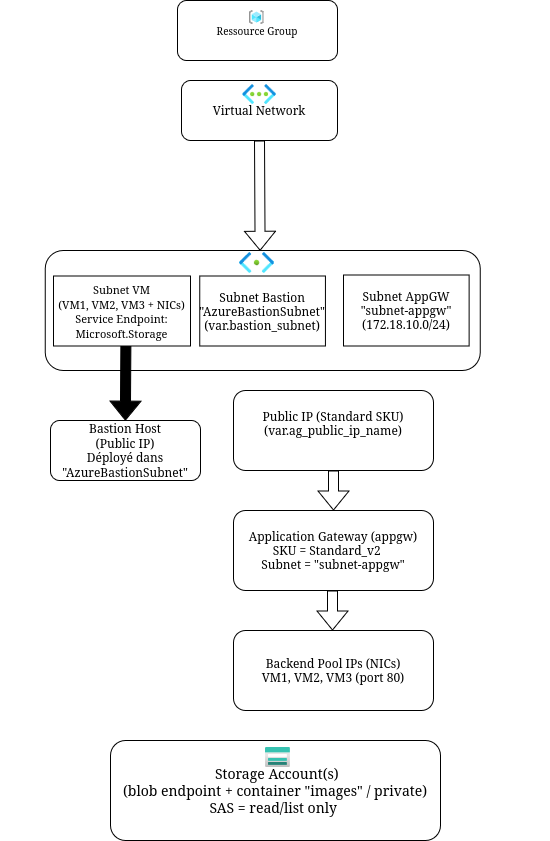 Ressource Group
Virtual Network
Subnet VM
(VM1, VM2, VM3 + NICs)
Service Endpoint:
Microsoft.Storage
Subnet Bastion
"AzureBastionSubnet"
(var.bastion_subnet)
Subnet AppGW
"subnet-appgw"
(172.18.10.0/24)
Bastion Host
(Public IP)
Déployé dans
"AzureBastionSubnet"
Public IP (Standard SKU)
(var.ag_public_ip_name)
Application Gateway (appgw)
SKU = Standard_v2
Subnet = "subnet-appgw"
Backend Pool IPs (NICs)
VM1, VM2, VM3 (port 80)
Storage Account(s)
(blob endpoint + container "images" / private)
SAS = read/list only